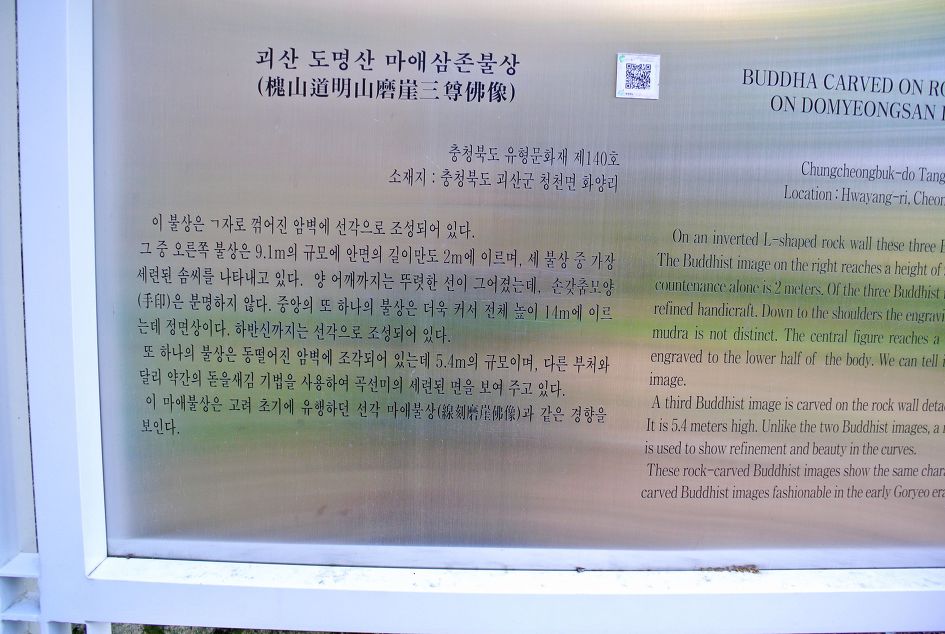 괴산 도명산 마애삼존불상
(槐山道明山磨崖三尊佛像)
충청북도 유형문화재 제140호
소재지 : 충청북도 괴산군 청천면 화양리
이 불상은 ㄱ자로 꺾어진 암벽에 선각으로 조성되어 있다.
그 중 오른쪽 불상은 9.1m의 규모에 안면의 길이만도 2m에 이르며, 세 불상 중 가장
세련된 솜씨를 나타내고 있다. 양 어깨까지는 뚜렷한 선이 그어졌는데, 손갖춤모양
(手印)은 분명하지 않다. 중앙의 또 하나의 불상은 더욱 커서 전체 높이 14m에 이르
는데 정면상이다. 하반신까지는 선각으로 조성되어 있다.
또 하나의 불상은 동떨어진 암벽에 조각되어 있는데 5.4m의 규모이며, 다른 부처와
달리 약간의 돋을새김 기법을 사용하여 곡선미의 세련된 면을 보여 주고 있다.
이 마애불상은 고려 초기에 유행하던 선각 마애불상(線刻磨崖佛像)과 같은 경향을
보인다.
BUDDHA CARVED ON RO
ON DOMYEONGSAN
Chungcheongbuk-do Tang
Location : Hwayang-ri, Cheon
On an inverted L-shaped rock wall these three
The Buddhist image on the right reaches a height of
countenance alone is 2 meters. Of the three Buddhist
refined handicraft. Down to the shoulders the engravi
mudra is not distinct. The central figure reaches a
engraved to the lower half of the body. We can tell
image.
A third Buddhist image is carved on the rock wall detac
It is 5.4 meters high. Unlike the two Buddhist images, a
is used to show refinement and beauty in the curves.
These rock-carved Buddhist images show the same chara
carved Buddhist images fashionable in the early Goryeo era